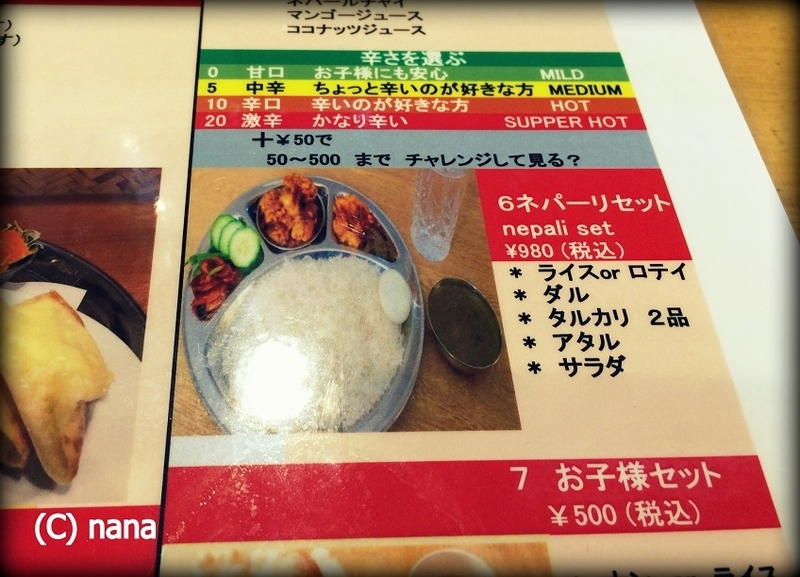 マンゴージュース
ココナッツジュース
辛さを選ぶ
0 甘口 お子様にも安心 MILD
5 中辛 ちょっと辛いのが好きな方 MEDIUM
10 辛口 辛いのが好きな方 HOT
20 激辛 かなり辛い SUPPER HOT
＋¥50で
50～500 まで チャレンジして見る？
6ネパーリセット
nepali set
¥980（税込）
* ライスor ロテイ
* ダル
* タルカリ 2品
* アタル
* サラダ
7 お子様セット
¥500（税込）
(C) nana